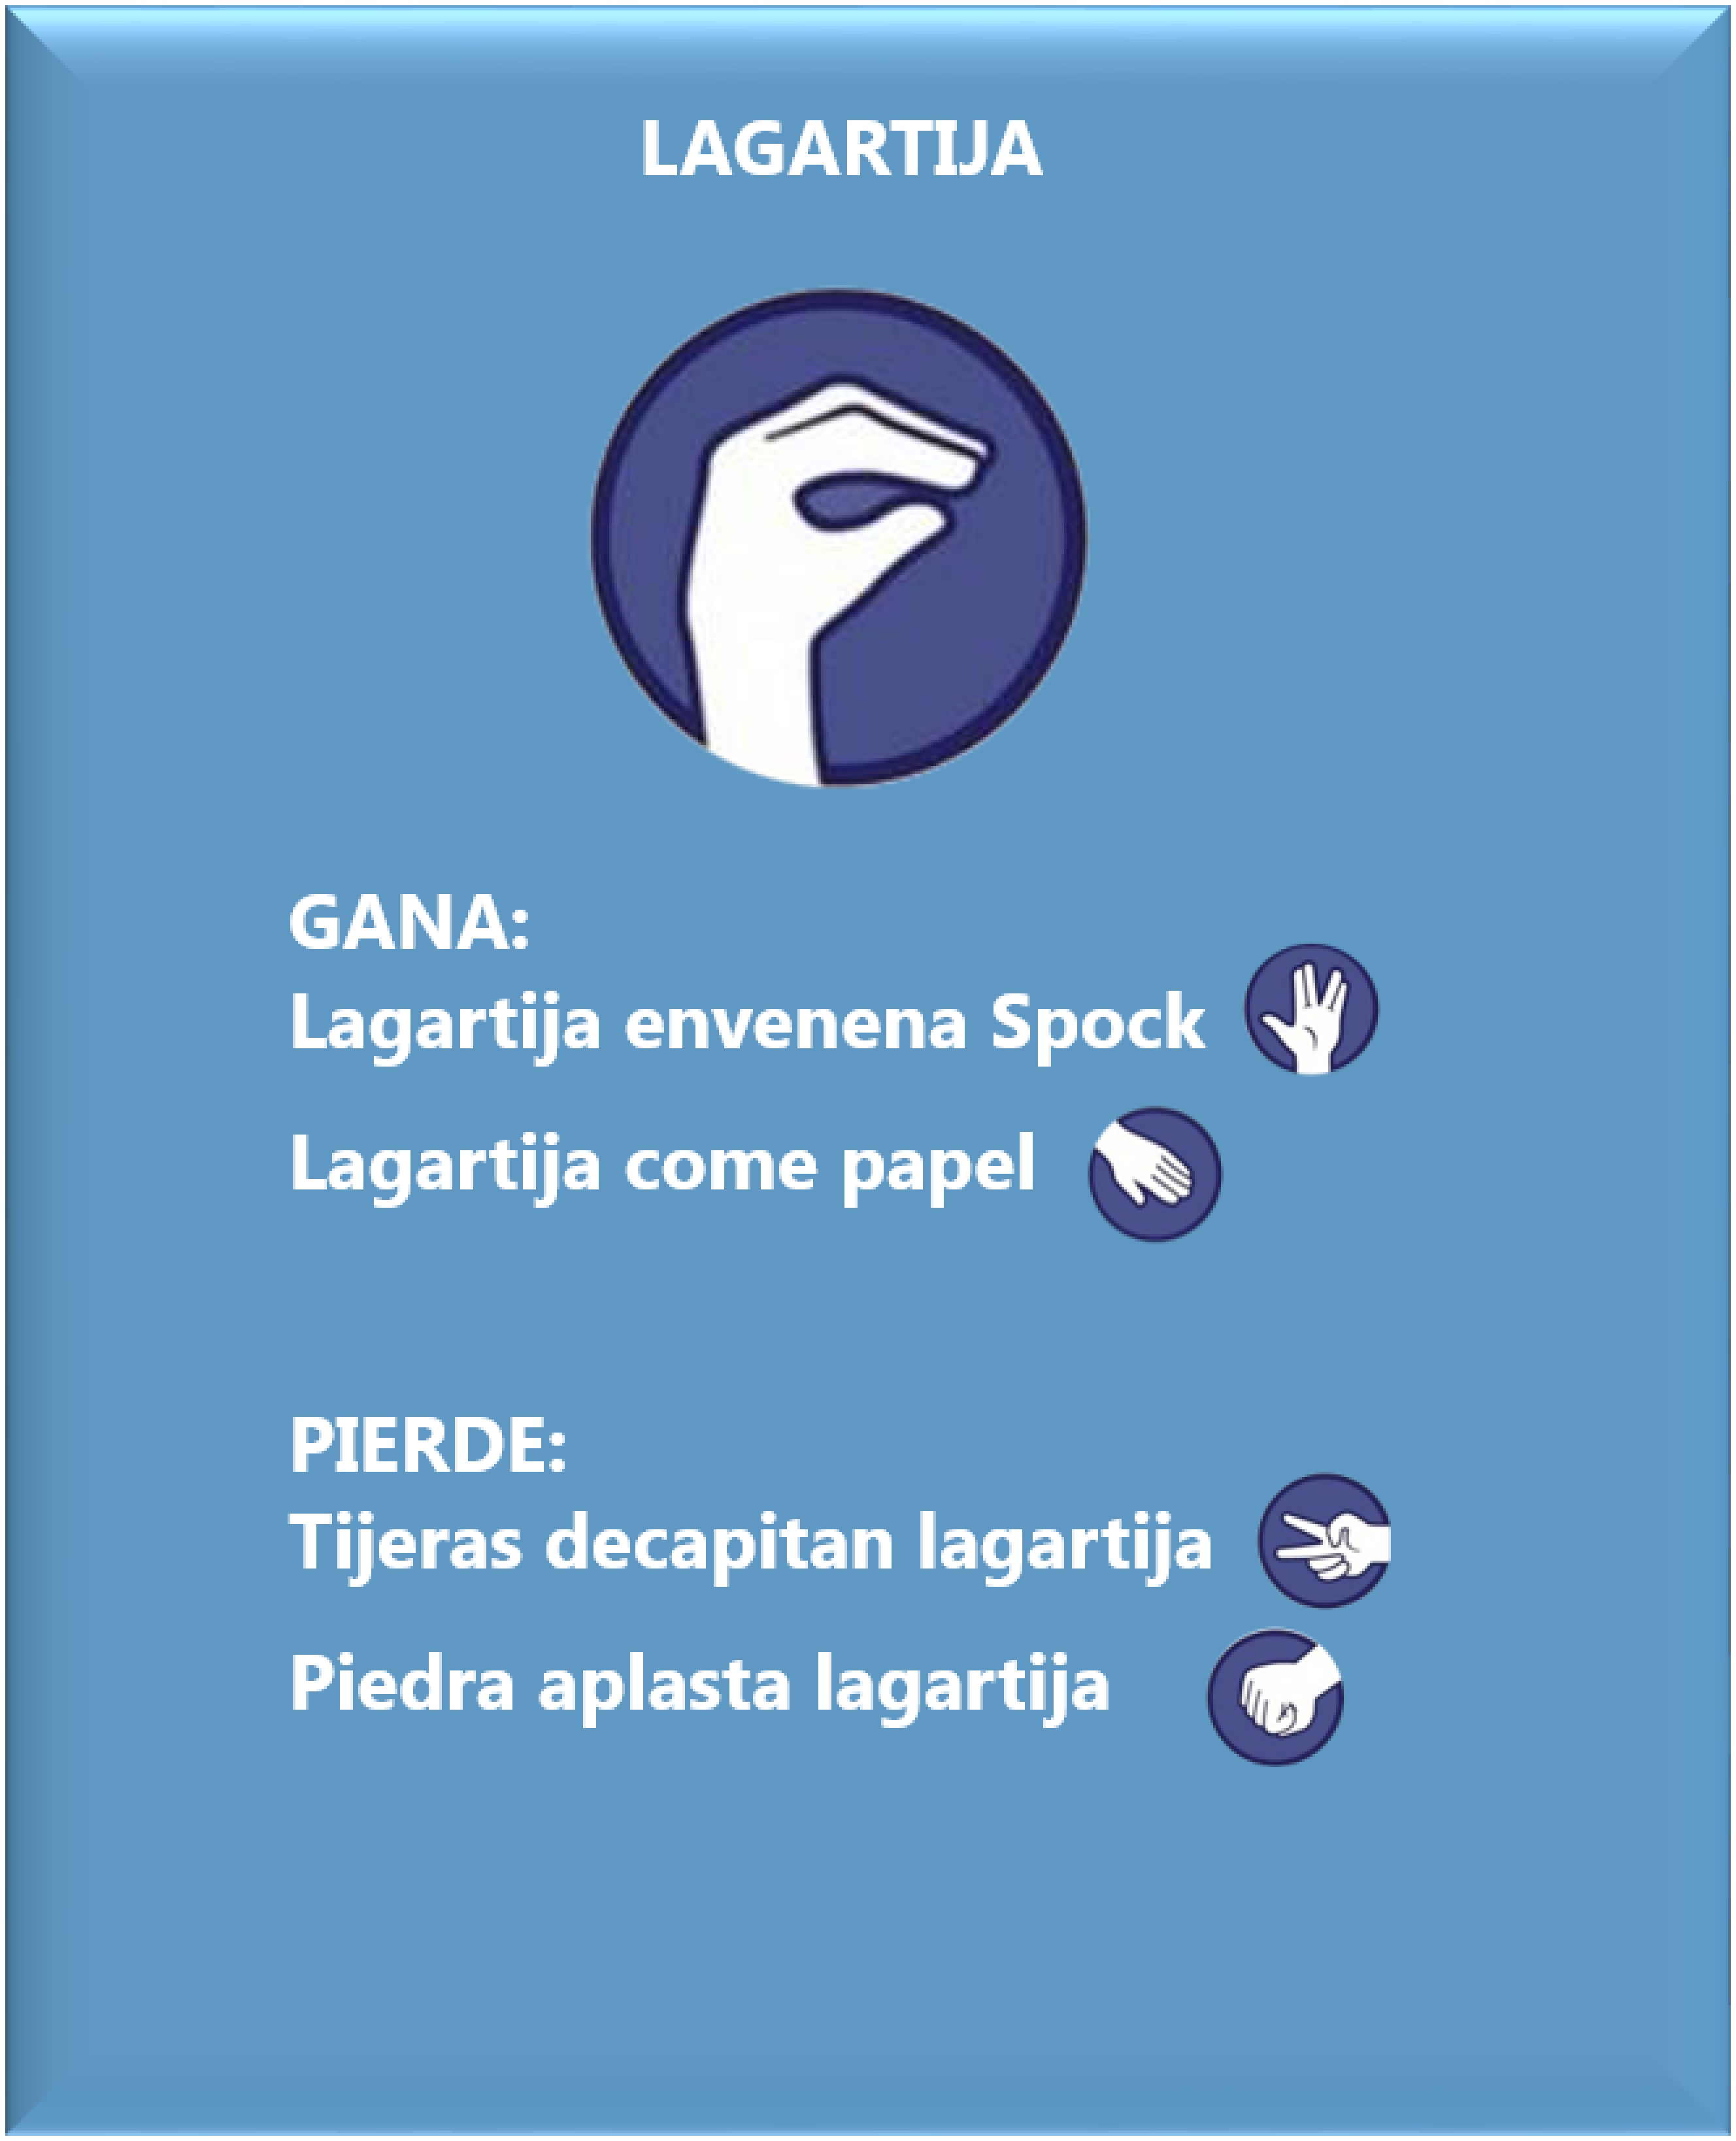 LAGARTIJA
GANA:
Lagartija envenena Spock
Lagartija come papel
PIERDE:
Tijeras decapitan lagartija
Piedra aplasta lagartija